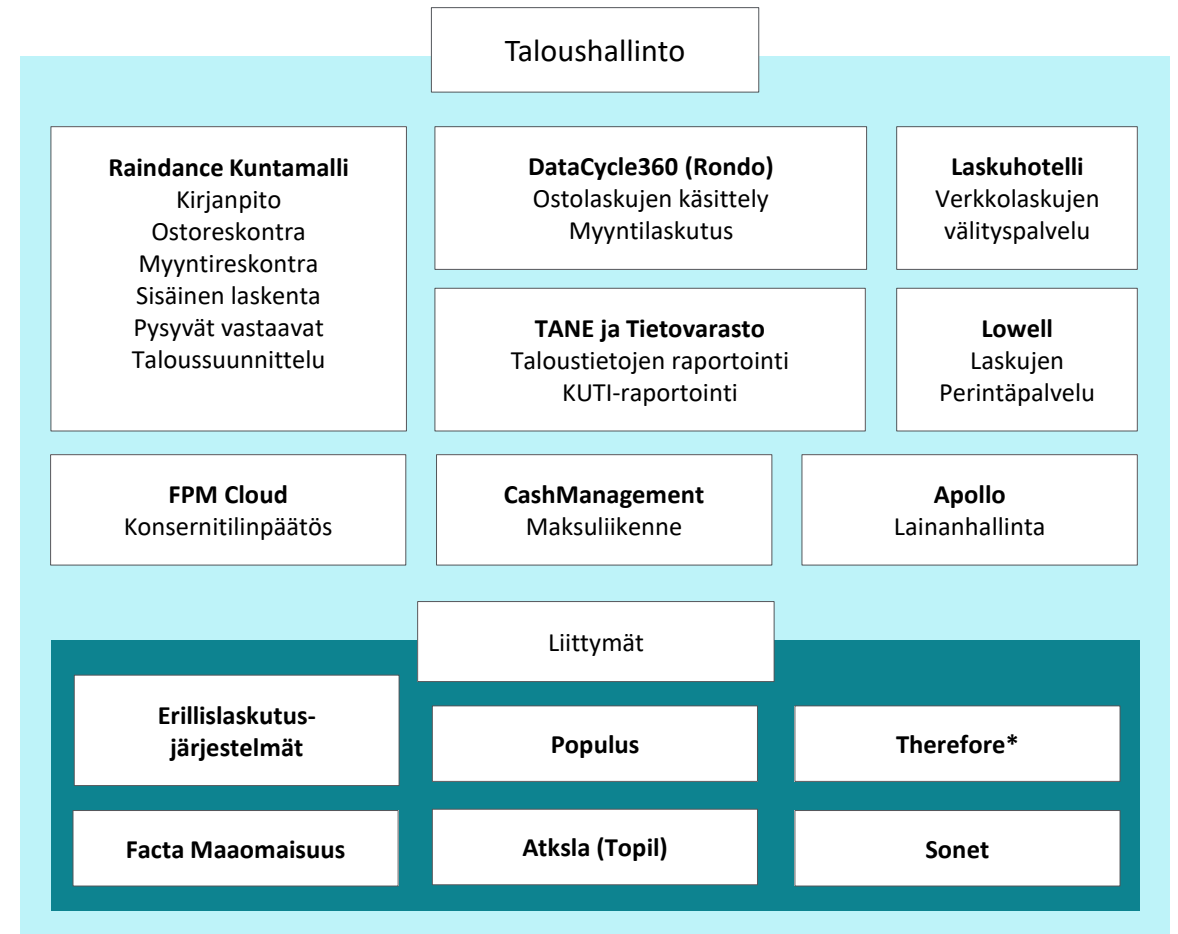 Taloushallinto
Raindance Kuntamalli
Kirjanpito
Ostoreskontra
Myyntireskontra
Sisäinen laskenta
Pysyvät vastaavat
Taloussuunnittelu
DataCycle360 (Rondo)
Ostolaskujen käsittely
Myyntilaskutus
Laskuhotelli
Verkkolaskujen
välityspalvelu
TANE ja Tietovarasto
Taloustietojen raportointi
KUTI-raportointi
Lowell
Laskujen
Perintäpalvelu
FPM Cloud
Konsernitilinpäätös
CashManagement
Maksuliikenne
Apollo
Lainanhallinta
Liittymät
Erillislaskutus-
järjestelmät
Populus
Therefore*
Facta Maaomaisuus
Atksla (Topil)
Sonet